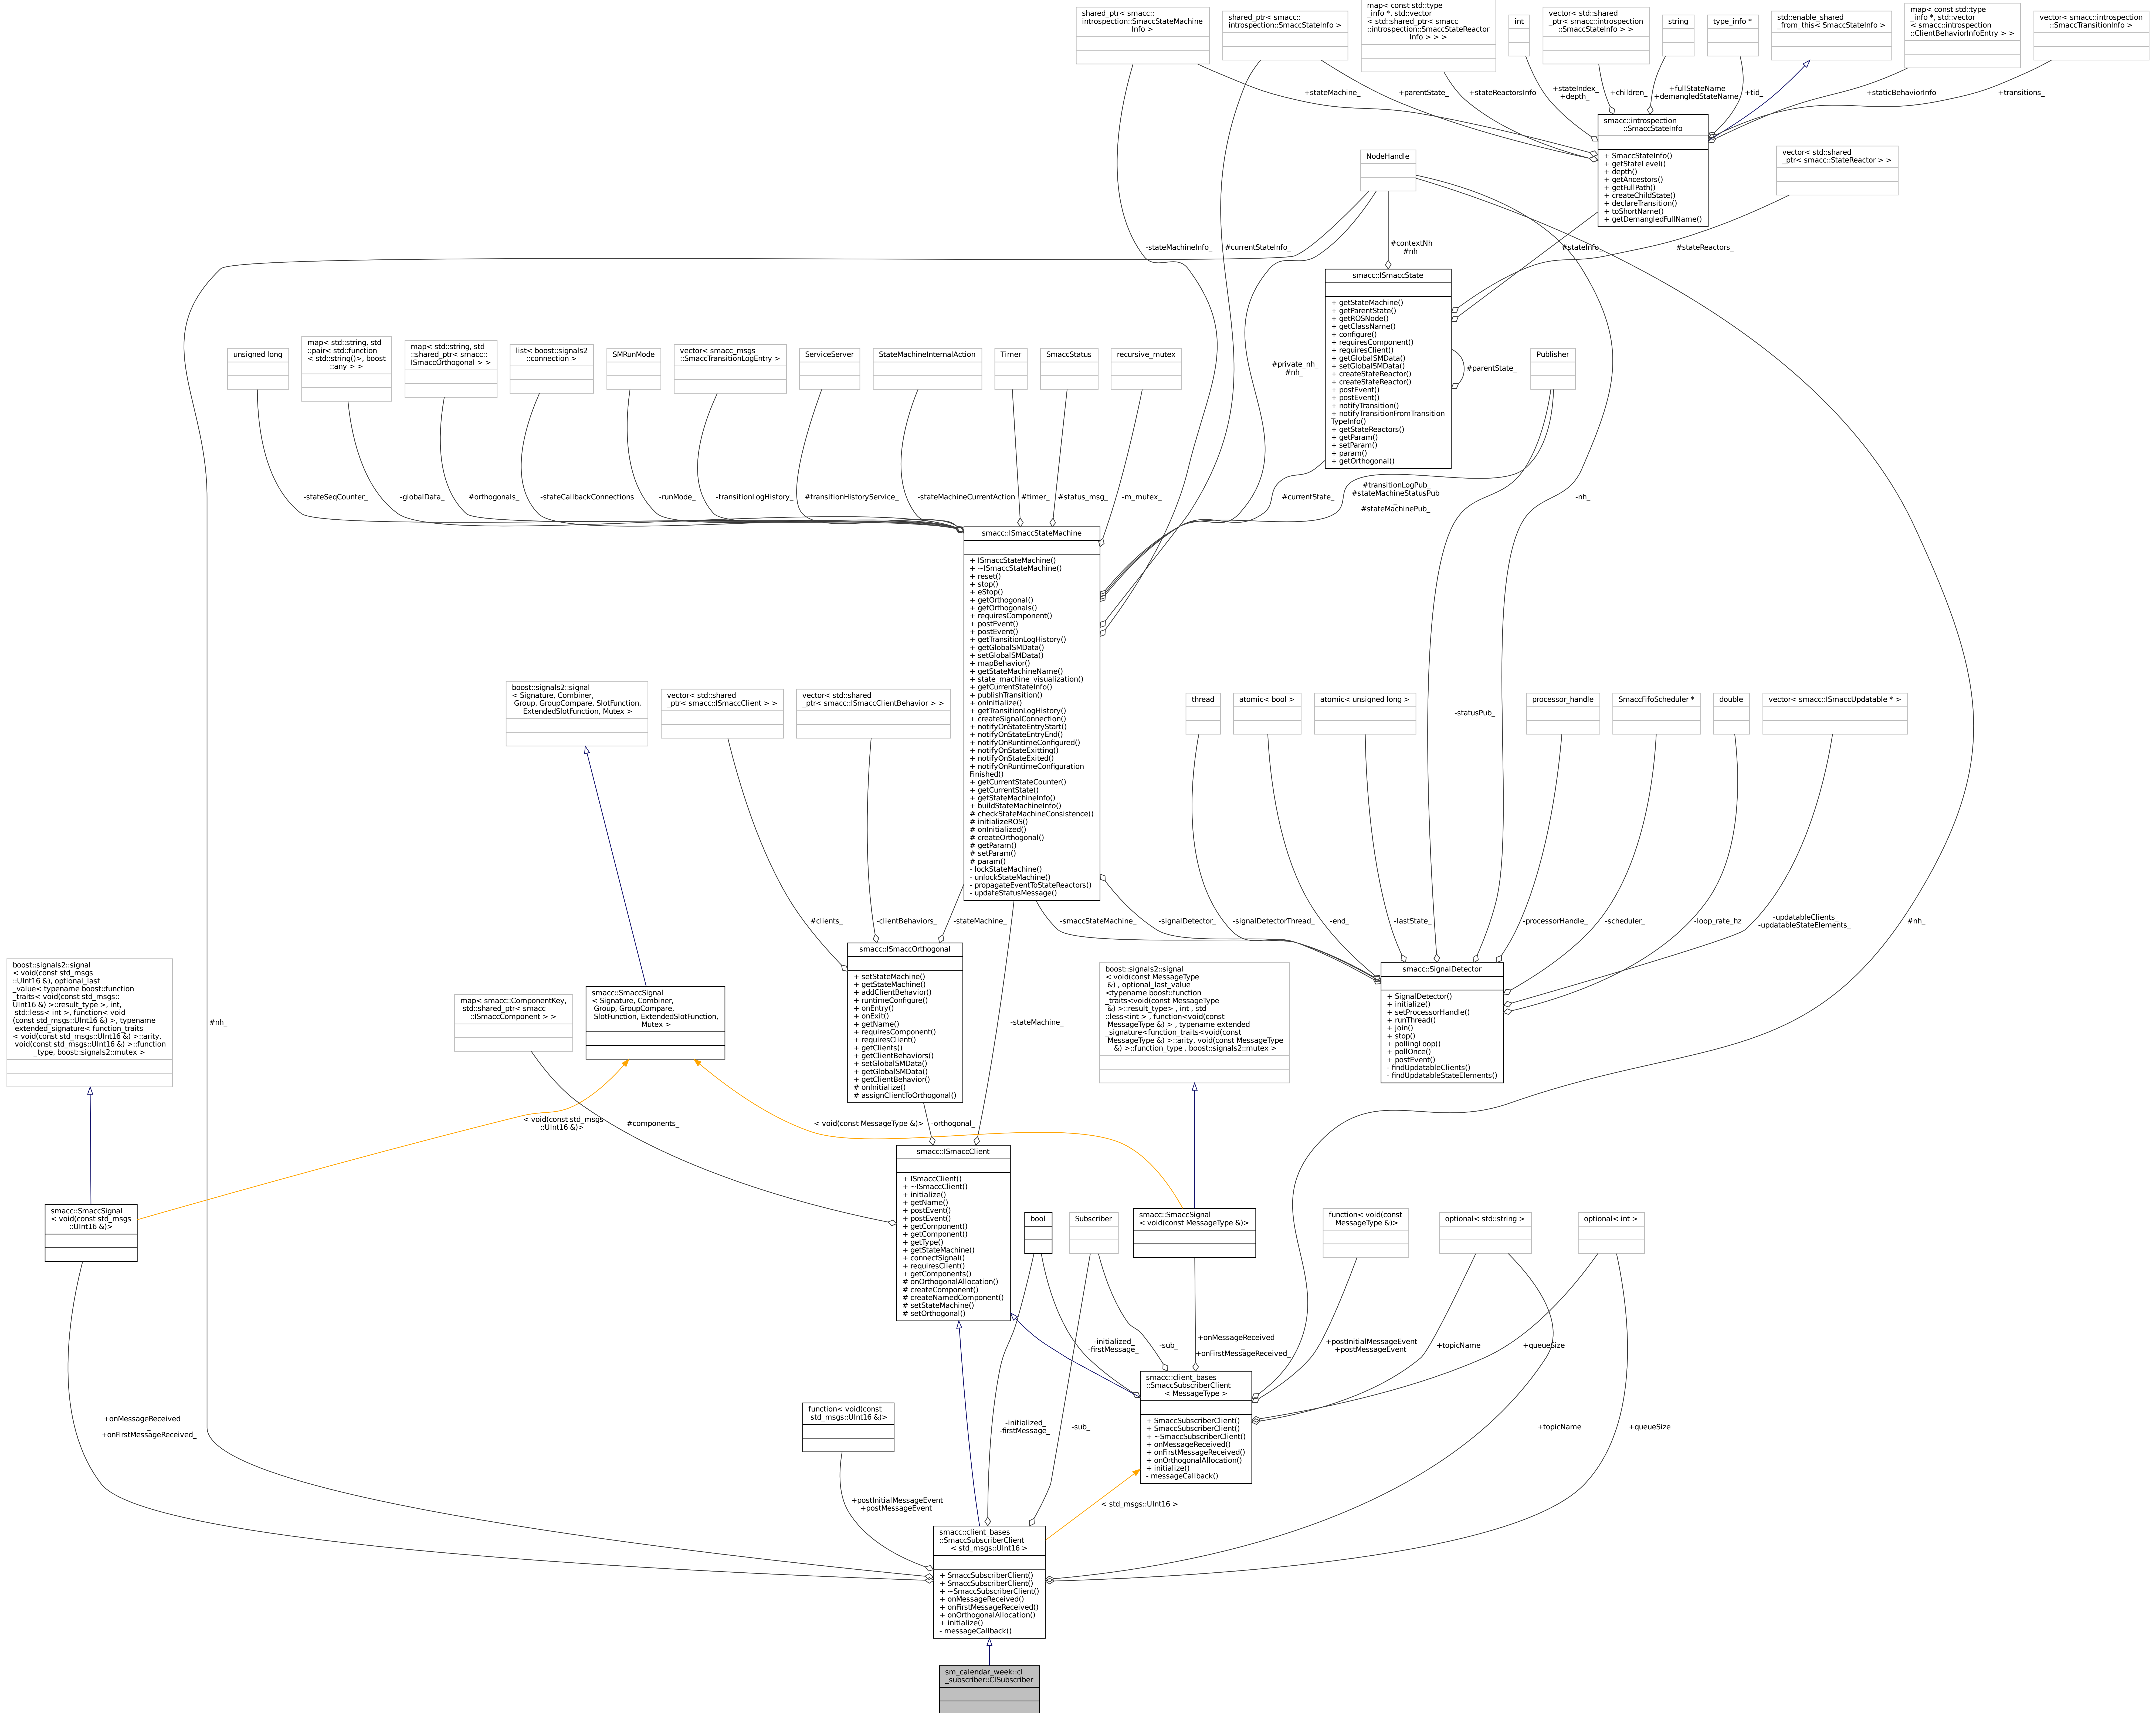 shared_ptr< smacc::
introspection::SmaccStateMachine
Info >
shared_ptr< smacc::
introspection::SmaccStateInfo >
map< const std::type
_info *, std::vector
< std::shared_ptr< smacc
::introspection::SmaccStateReactor
Info > > >
int
vector< std::shared
_ptr< smacc::introspection
::SmaccStateInfo > >
string
type_info *
std::enable_shared
_from_this< SmaccStateInfo >
map< const std::type
_info *, std::vector
< smacc::introspection
::ClientBehaviorInfoEntry > >
vector< smacc::introspection
::SmaccTransitionInfo >
+stateMachine_
+parentState_
+stateReactorsInfo
+stateIndex_
+depth_
+children_
+fullStateName
+demangledStateName
+tid_
+staticBehaviorInfo
+transitions_
smacc::introspection
::SmaccStateInfo
+ SmaccStateInfo()
+ getStateLevel()
+ depth()
+ getAncestors()
+ getFullPath()
+ createChildState()
+ declareTransition()
+ toShortName()
+ getDemangledFullName()
NodeHandle
vector< std::shared
_ptr< smacc::StateReactor > >
-stateMachineInfo_
#currentStateInfo_
#contextNh
#nh
#stateInfo_
#stateReactors_
smacc::ISmaccState
+ getStateMachine()
+ getParentState()
+ getROSNode()
+ getClassName()
+ configure()
+ requiresComponent()
+ requiresClient()
+ getGlobalSMData()
+ setGlobalSMData()
+ createStateReactor()
+ createStateReactor()
+ postEvent()
+ postEvent()
+ notifyTransition()
+ notifyTransitionFromTransition
TypeInfo()
+ getStateReactors()
+ getParam()
+ setParam()
+ param()
+ getOrthogonal()
#parentState_
#private_nh_
#nh_
unsigned long
map< std::string, std
::pair< std::function
< std::string()>, boost
::any > >
map< std::string, std
::shared_ptr< smacc::
ISmaccOrthogonal > >
list< boost::signals2
::connection >
SMRunMode
vector< smacc_msgs
::SmaccTransitionLogEntry >
ServiceServer
StateMachineInternalAction
Timer
SmaccStatus
recursive_mutex
Publisher
-stateSeqCounter_
-globalData_
#orthogonals_
-stateCallbackConnections
-runMode_
-transitionLogHistory_
#transitionHistoryService_
-stateMachineCurrentAction
#timer_
#status_msg_
-m_mutex_
#currentState_
#transitionLogPub_
#stateMachineStatusPub
_
#stateMachinePub_
-nh_
smacc::ISmaccStateMachine
+ ISmaccStateMachine()
+ ~ISmaccStateMachine()
+ reset()
+ stop()
+ eStop()
+ getOrthogonal()
+ getOrthogonals()
+ requiresComponent()
+ postEvent()
+ postEvent()
+ getTransitionLogHistory()
+ getGlobalSMData()
+ setGlobalSMData()
+ mapBehavior()
+ getStateMachineName()
+ state_machine_visualization()
+ getCurrentStateInfo()
+ publishTransition()
+ onInitialize()
+ getTransitionLogHistory()
+ createSignalConnection()
+ notifyOnStateEntryStart()
+ notifyOnStateEntryEnd()
+ notifyOnRuntimeConfigured()
+ notifyOnStateExitting()
+ notifyOnStateExited()
+ notifyOnRuntimeConfiguration
Finished()
+ getCurrentStateCounter()
+ getCurrentState()
+ getStateMachineInfo()
+ buildStateMachineInfo()
# checkStateMachineConsistence()
# initializeROS()
# onInitialized()
# createOrthogonal()
# getParam()
# setParam()
# param()
- lockStateMachine()
- unlockStateMachine()
- propagateEventToStateReactors()
- updateStatusMessage()
boost::signals2::signal
< Signature, Combiner,
Group, GroupCompare, SlotFunction,
ExtendedSlotFunction, Mutex >
vector< std::shared
_ptr< smacc::ISmaccClient > >
vector< std::shared
_ptr< smacc::ISmaccClientBehavior > >
thread
atomic< bool >
atomic< unsigned long >
-statusPub_
processor_handle
SmaccFifoScheduler *
double
vector< smacc::ISmaccUpdatable * >
#clients_
-clientBehaviors_
-stateMachine_
-smaccStateMachine_
-signalDetector_
-signalDetectorThread_
-end_
-lastState_
-processorHandle_
-scheduler_
-loop_rate_hz
-updatableClients_
-updatableStateElements_
#nh_
smacc::ISmaccOrthogonal
+ setStateMachine()
+ getStateMachine()
+ addClientBehavior()
+ runtimeConfigure()
+ onEntry()
+ onExit()
+ getName()
+ requiresComponent()
+ requiresClient()
+ getClients()
+ getClientBehaviors()
+ setGlobalSMData()
+ getGlobalSMData()
+ getClientBehavior()
# onInitialize()
# assignClientToOrthogonal()
smacc::SignalDetector
+ SignalDetector()
+ initialize()
+ setProcessorHandle()
+ runThread()
+ join()
+ stop()
+ pollingLoop()
+ pollOnce()
+ postEvent()
- findUpdatableClients()
- findUpdatableStateElements()
boost::signals2::signal
< void(const std_msgs
::UInt16 &), optional_last
_value< typename boost::function
_traits< void(const std_msgs::
UInt16 &) >::result_type >, int,
std::less< int >, function< void
(const std_msgs::UInt16 &) >, typename
extended_signature< function_traits
< void(const std_msgs::UInt16 &) >::arity,
void(const std_msgs::UInt16 &) >::function
_type, boost::signals2::mutex >
#nh_
map< smacc::ComponentKey,
std::shared_ptr< smacc
::ISmaccComponent > >
smacc::SmaccSignal
< Signature, Combiner,
Group, GroupCompare,
SlotFunction, ExtendedSlotFunction,
Mutex >
-stateMachine_
boost::signals2::signal
< void(const MessageType
&) , optional_last_value
<typename boost::function
_traits<void(const MessageType
&) >::result_type> , int , std
::less<int > , function<void(const
MessageType &) > , typename extended
_signature<function_traits<void(const
MessageType &) >::arity, void(const MessageType
&) >::function_type , boost::signals2::mutex >
< void(const std_msgs
::UInt16 &)>
#components_
< void(const MessageType &)>
-orthogonal_
smacc::ISmaccClient
+ ISmaccClient()
+ ~ISmaccClient()
+ initialize()
+ getName()
+ postEvent()
+ postEvent()
+ getComponent()
+ getComponent()
+ getType()
+ getStateMachine()
+ connectSignal()
+ requiresClient()
+ getComponents()
# onOrthogonalAllocation()
# createComponent()
# createNamedComponent()
# setStateMachine()
# setOrthogonal()
smacc::SmaccSignal
< void(const std_msgs
::UInt16 &)>
bool
Subscriber
smacc::SmaccSignal
< void(const MessageType &)>
function< void(const
MessageType &)>
optional< std::string >
optional< int >
-initialized_
-firstMessage_
-sub_
+onMessageReceived
_
+onFirstMessageReceived_
+postInitialMessageEvent
+postMessageEvent
+topicName
+queueSize
smacc::client_bases
::SmaccSubscriberClient
< MessageType >
+ SmaccSubscriberClient()
+ SmaccSubscriberClient()
+ ~SmaccSubscriberClient()
+ onMessageReceived()
+ onFirstMessageReceived()
+ onOrthogonalAllocation()
+ initialize()
- messageCallback()
+onMessageReceived
_
+onFirstMessageReceived_
function< void(const
std_msgs::UInt16 &)>
-initialized_
-firstMessage_
-sub_
+topicName
+queueSize
+postInitialMessageEvent
+postMessageEvent
< std_msgs::UInt16 >
smacc::client_bases
::SmaccSubscriberClient
< std_msgs::UInt16 >
+ SmaccSubscriberClient()
+ SmaccSubscriberClient()
+ ~SmaccSubscriberClient()
+ onMessageReceived()
+ onFirstMessageReceived()
+ onOrthogonalAllocation()
+ initialize()
- messageCallback()
sm_calendar_week::cl
_subscriber::ClSubscriber